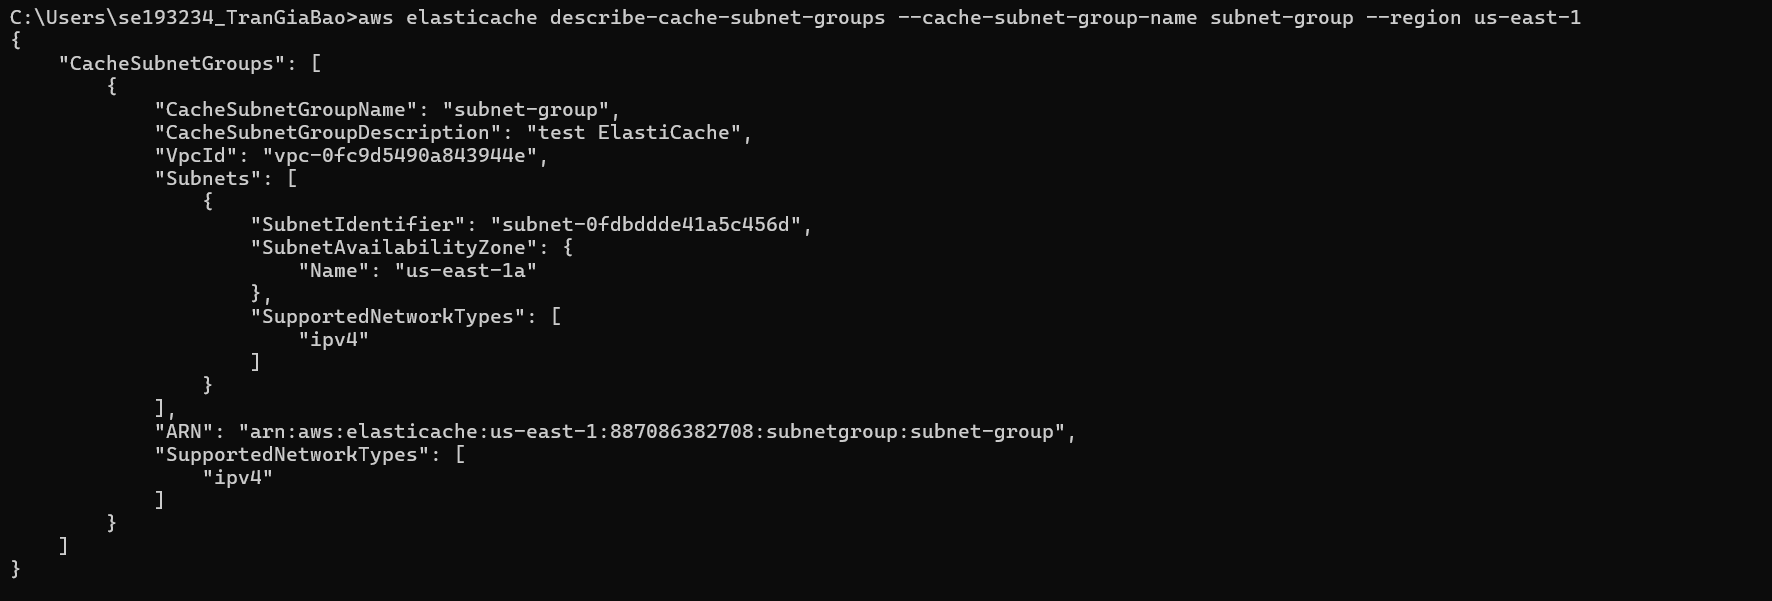 C:\Users\se193234_TranGiaBao>aws elasticache describe-cache-subnet-groups --cache-subnet-group-name subnet-group --region us-east-1
{
    "CacheSubnetGroups": [
        {
            "CacheSubnetGroupName": "subnet-group",
            "CacheSubnetGroupDescription": "test ElastiCache",
            "VpcId": "vpc-0fc9d5490a843944e",
            "Subnets": [
                {
                    "SubnetIdentifier": "subnet-0fdbddde41a5c456d",
                    "SubnetAvailabilityZone": {
                        "Name": "us-east-1a"
                    },
                    "SupportedNetworkTypes": [
                        "ipv4"
                    ]
                }
            ],
            "ARN": "arn:aws:elasticache:us-east-1:887086382708:subnetgroup:subnet-group",
            "SupportedNetworkTypes": [
                "ipv4"
            ]
        }
    ]
}